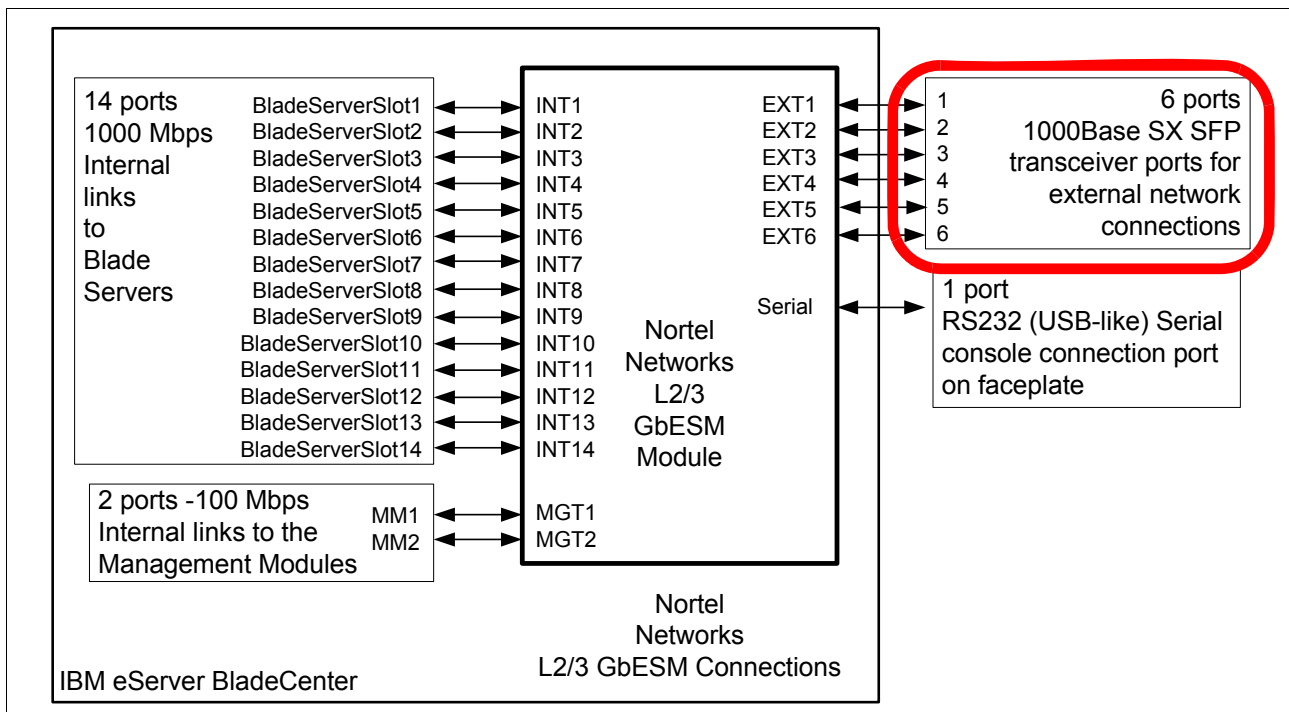 14 ports
1000 Mbps
Internal
links
to
Blade
Servers
BladeServerSlot1
BladeServerSlot2
BladeServerSlot3
BladeServerSlot4
BladeServerSlot5
BladeServerSlot6
BladeServerSlot7
BladeServerSlot8
BladeServerSlot9
BladeServerSlot10
BladeServerSlot11
BladeServerSlot12
BladeServerSlot13
BladeServerSlot14
2 ports -100 Mbps
Internal links to the
Management Modules
MM1
MM2
INT1
INT2
INT3
INT4
INT5
INT6
INT7
INT8
INT9
INT10
INT11
INT12
INT13
INT14
MGT1
MGT2
Nortel
Networks
L2/3
GbESM
Module
EXT1
EXT2
EXT3
EXT4
EXT5
EXT6
Serial
1
2
3
4
5
6
6 ports
1000Base SX SFP
transceiver ports for
external network
connections
1 port
RS232 (USB-like) Serial
console connection port
on faceplate
Nortel
Networks
L2/3 GbESM Connections
IBM eServer BladeCenter